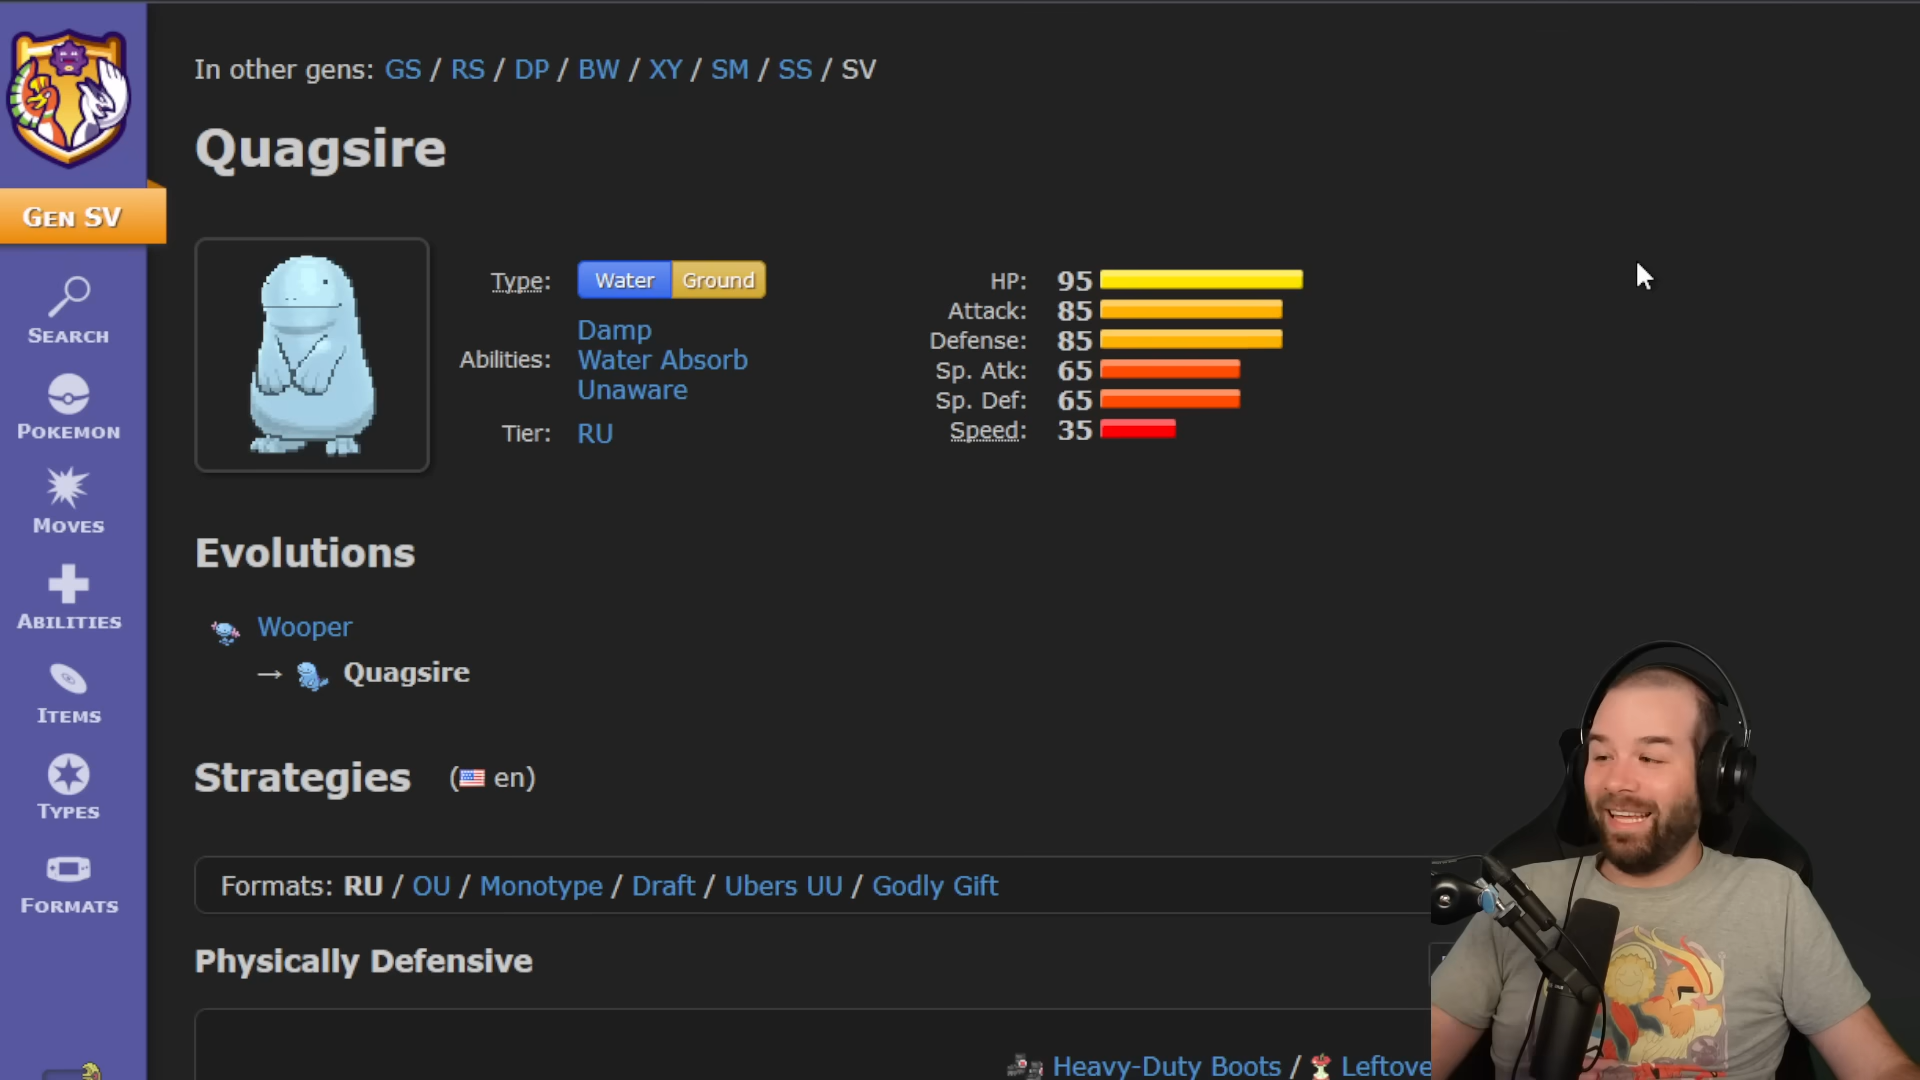 In other gens: GS / RS / DP / BW / XY / SM / SS / SV
Quagsire
GEN SV
Type: Water Ground
Abilities: Damp
Water Absorb
Unaware
Tier: RU
HP: 95
Attack: 85
Defense: 85
Sp. Atk: 65
Sp. Def: 65
Speed: 35
SEARCH
POKEMON
MOVES
ABILITIES
ITEMS
TYPES
FORMATS
Evolutions
Wooper
→ Quagsire
Strategies (en)
Formats: RU / OU / Monotype / Draft / Ubers UU / Godly Gift
Physically Defensive
Heavy-Duty Boots / Leftove